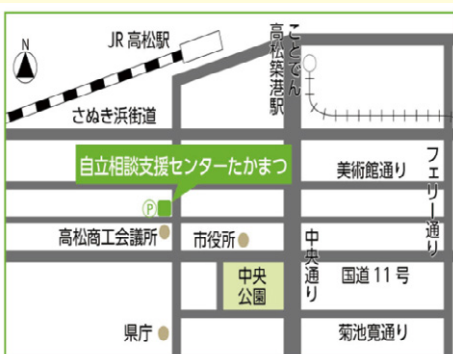 N
JR 高松駅
ことでん
高松築港駅
さぬき浜街道
自立相談支援センターたかまつ
美術館通り
フェリー通り
P
高松商工会議所
市役所
中央通り
中央
公園
国道 11 号
県庁
菊池寛通り